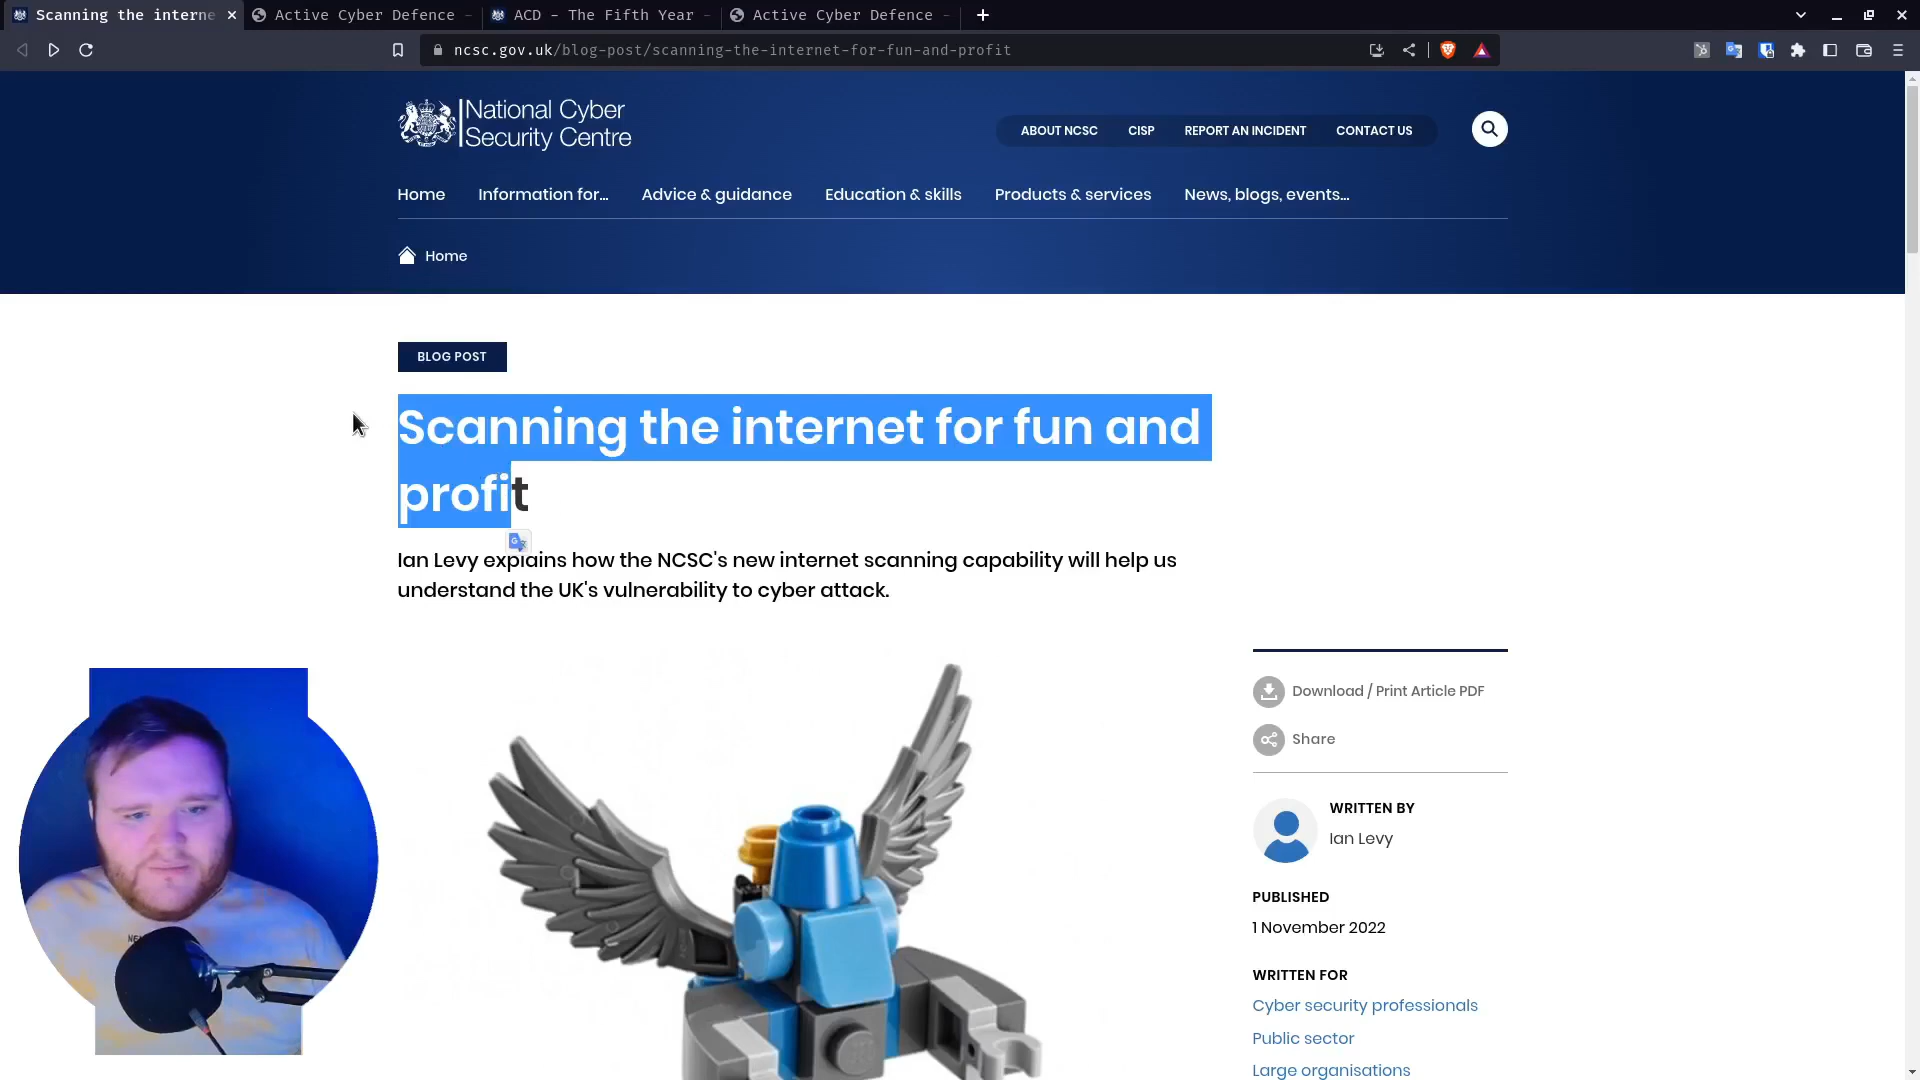 Scanning the interne
Active Cyber Defence -
ACD - The Fifth Year -
Active Cyber Defence -
ncsc.gov.uk/blog-post/scanning-the-internet-for-fun-and-profit
National Cyber
Security Centre
ABOUT NCSC
CISP
REPORT AN INCIDENT
CONTACT US
Home
Information for...
Advice & guidance
Education & skills
Products & services
News, blogs, events...
Home
BLOG POST
Scanning the internet for fun and
profit
Ian Levy explains how the NCSC's new internet scanning capability will help us
understand the UK's vulnerability to cyber attack.
Download / Print Article PDF
Share
WRITTEN BY
Ian Levy
PUBLISHED
1 November 2022
WRITTEN FOR
Cyber security professionals
Public sector
Large organisations